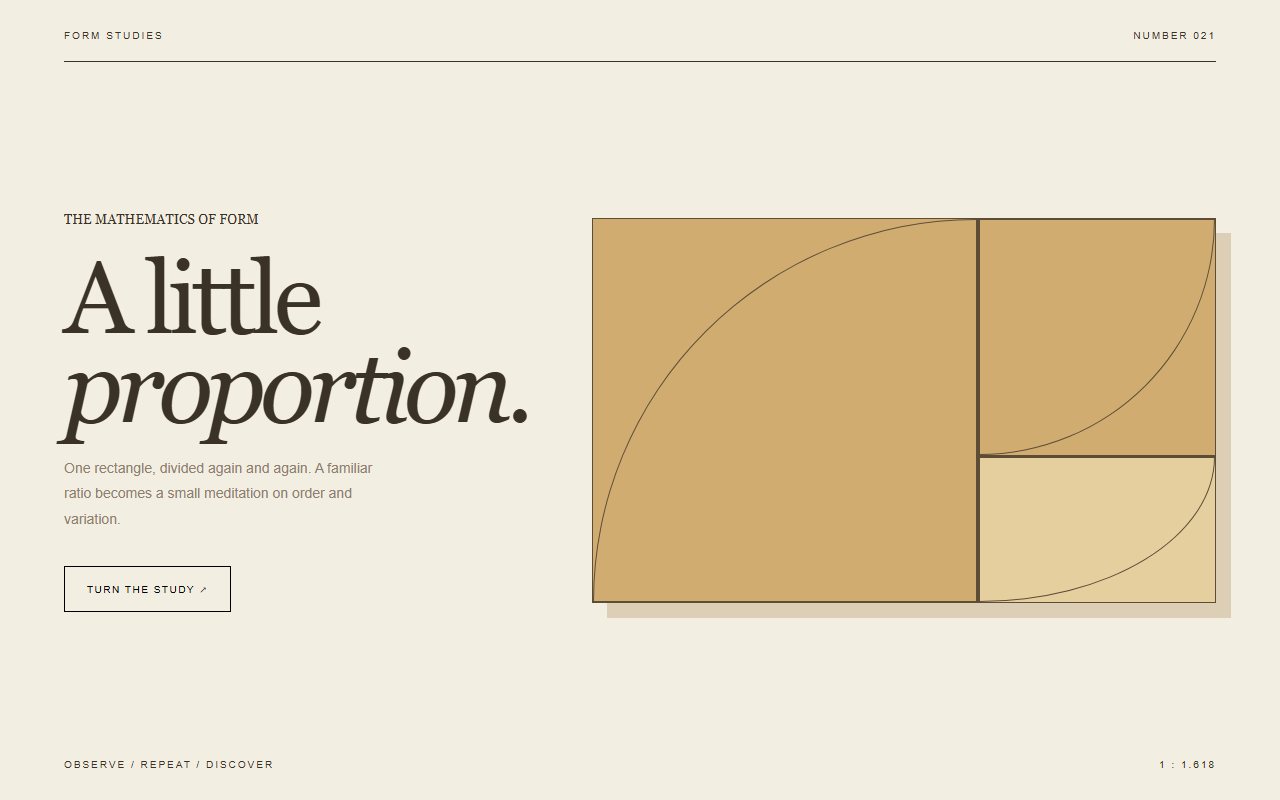 FORM STUDIES
NUMBER 021
THE MATHEMATICS OF FORM
A little
proportion.
One rectangle, divided again and again. A familiar
ratio becomes a small meditation on order and
variation.
TURN THE STUDY ↗
OBSERVE / REPEAT / DISCOVER
1 : 1.618